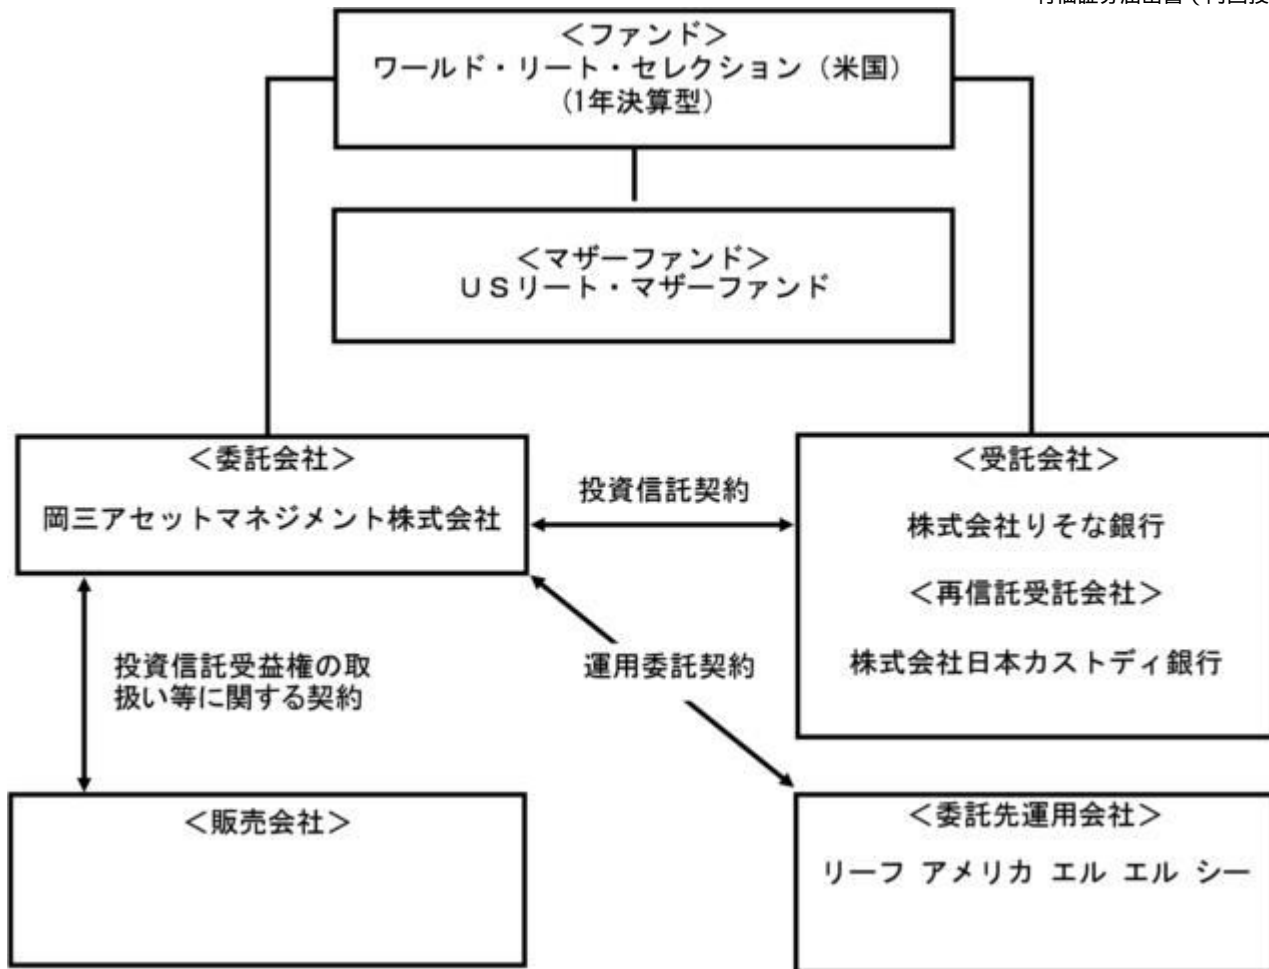 ＜ファンド＞
ワールド・リート・セレクション（米国）
(1年決算型)
＜マザーファンド＞
ＵＳリート・マザーファンド
＜委託会社＞
岡三アセットマネジメント株式会社
投資信託契約
＜受託会社＞
株式会社りそな銀行
＜再信託受託会社＞
株式会社日本カストディ銀行
投資信託受益権の取
扱い等に関する契約
運用委託契約
＜販売会社＞
＜委託先運用会社＞
リーフ アメリカ エル エル シー